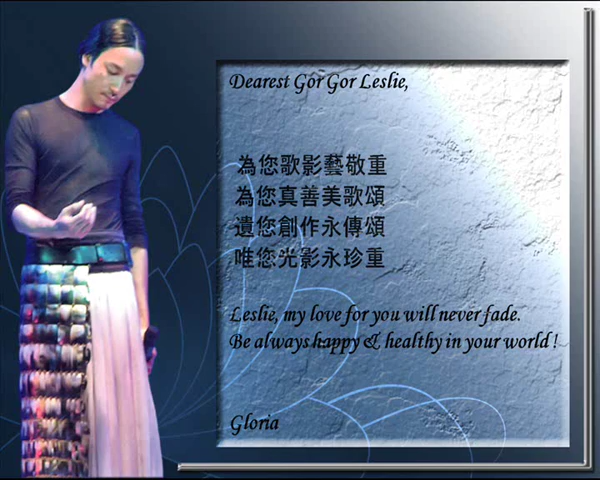 Dearest Gor Gor Leslie,
為您歌影藝敬重
為您真善美歌頌
遺您創作永傳頌
唯您光影永珍重
Leslie, my love for you will never fade.
Be always happy & healthy in your world !
Gloria